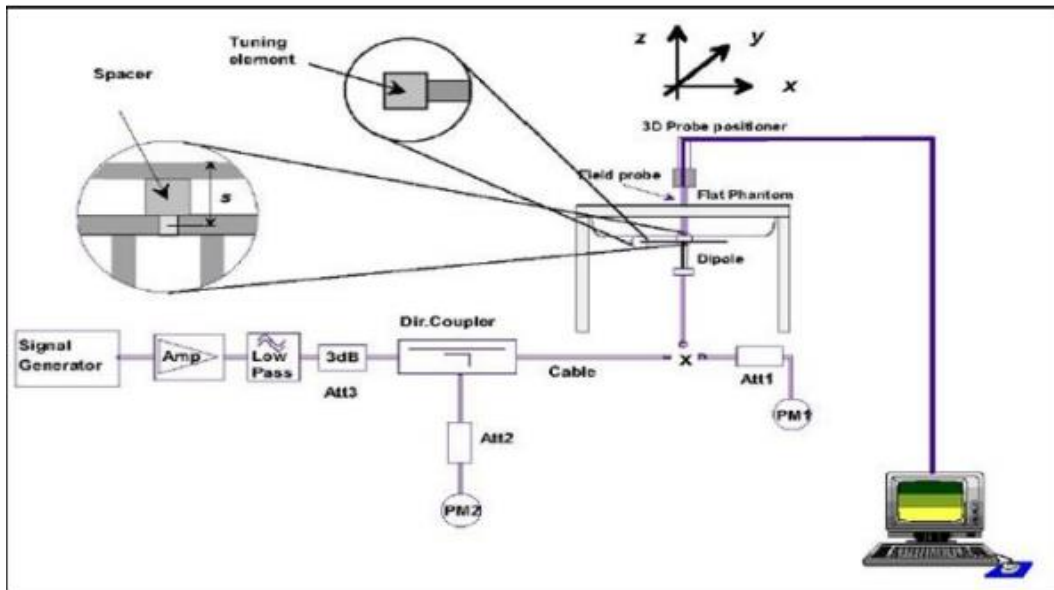 Tuning
element
Spacer
s
z
y
x
3D Probe positioner
Field probe
Flat Phantom
Dipole
Signal
Generator
Amp
Low
Pass
3dB
Att3
Dir.Coupler
Cable
x
Att1
PM1
Att2
PM2